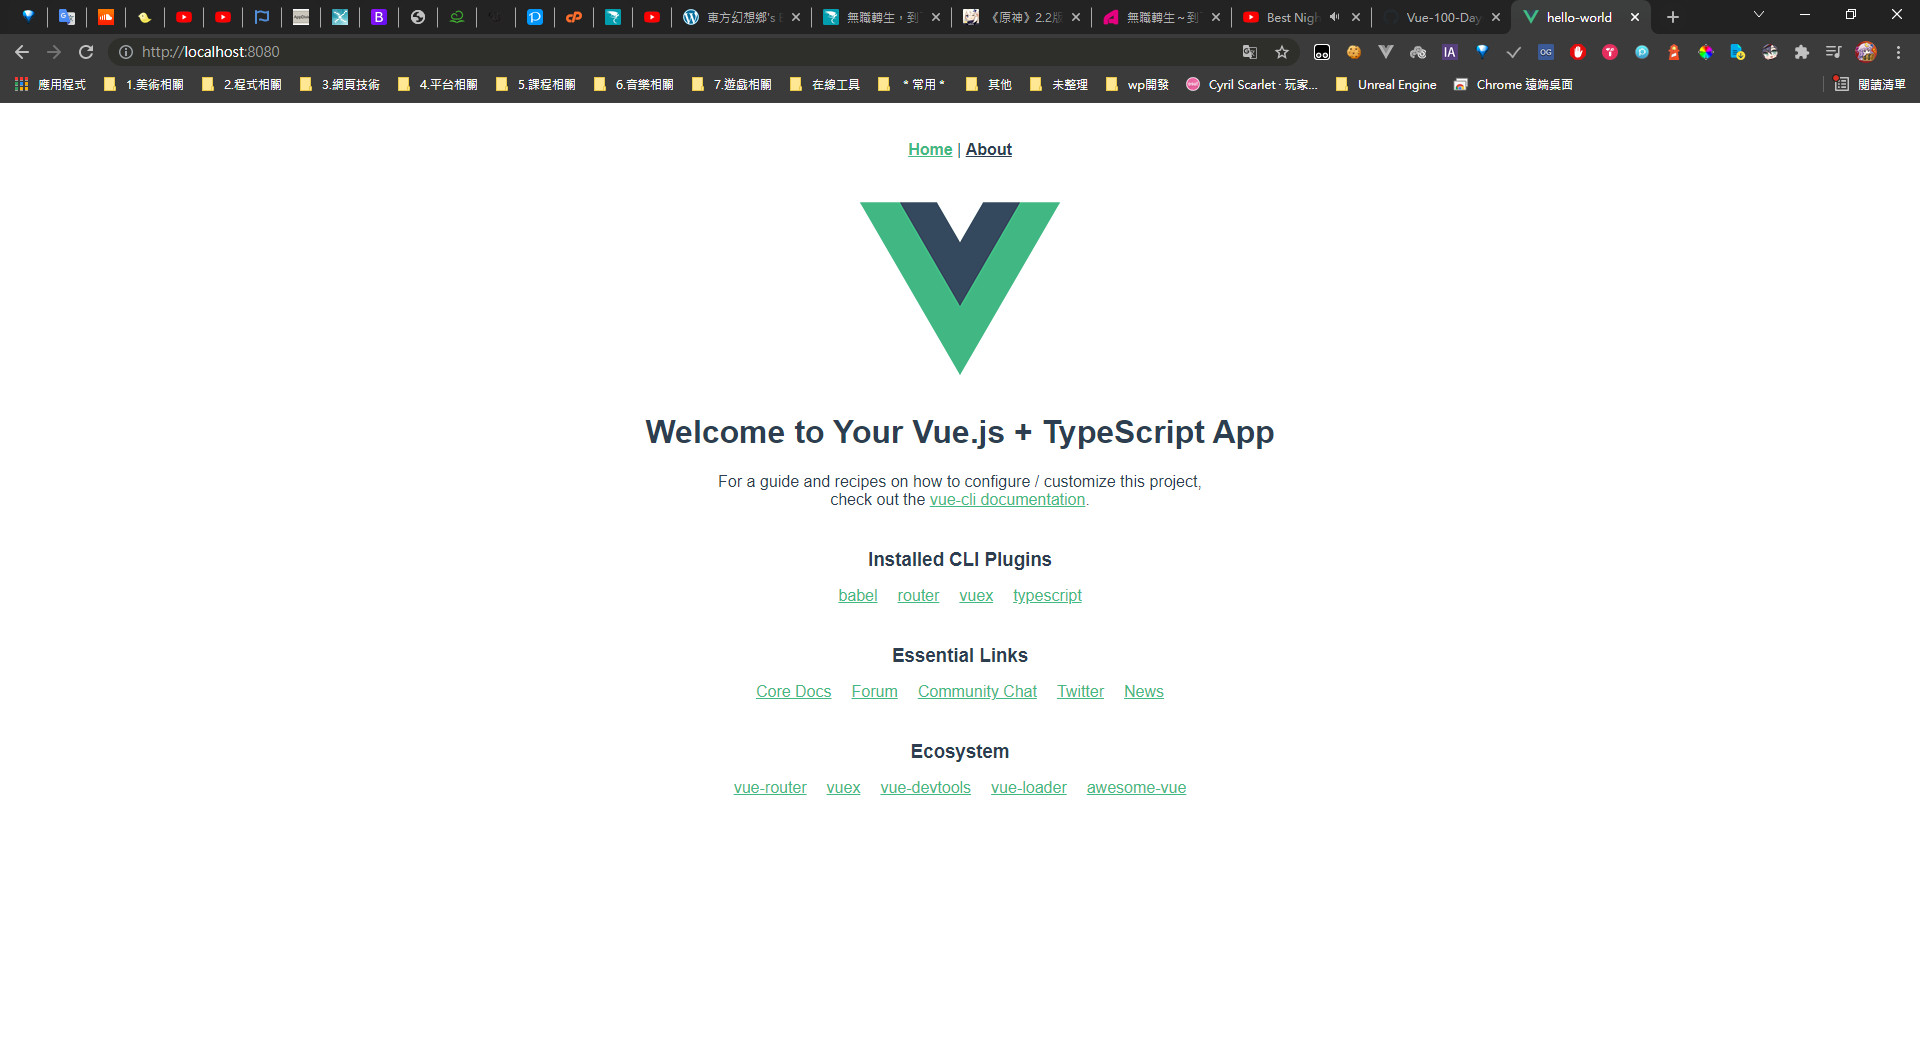 東方幻想鄉's
無職轉生，到
《原神》2.2版
無職轉生～到
Best Nigh
Vue-100-Day
hello-world
http://localhost:8080
應用程式 1.美術相關 2.程式相關 3.網頁技術 4.平台相關 5.課程相關 6.音樂相關 7.遊戲相關 在線工具 * 常用 * 其他 未整理 wp開發 Cyril Scarlet · 玩家... Unreal Engine Chrome 遠端桌面 閱讀清單
Home | About
Welcome to Your Vue.js + TypeScript App
For a guide and recipes on how to configure / customize this project,
check out the vue-cli documentation.
Installed CLI Plugins
babel router vuex typescript
Essential Links
Core Docs Forum Community Chat Twitter News
Ecosystem
vue-router vuex vue-devtools vue-loader awesome-vue